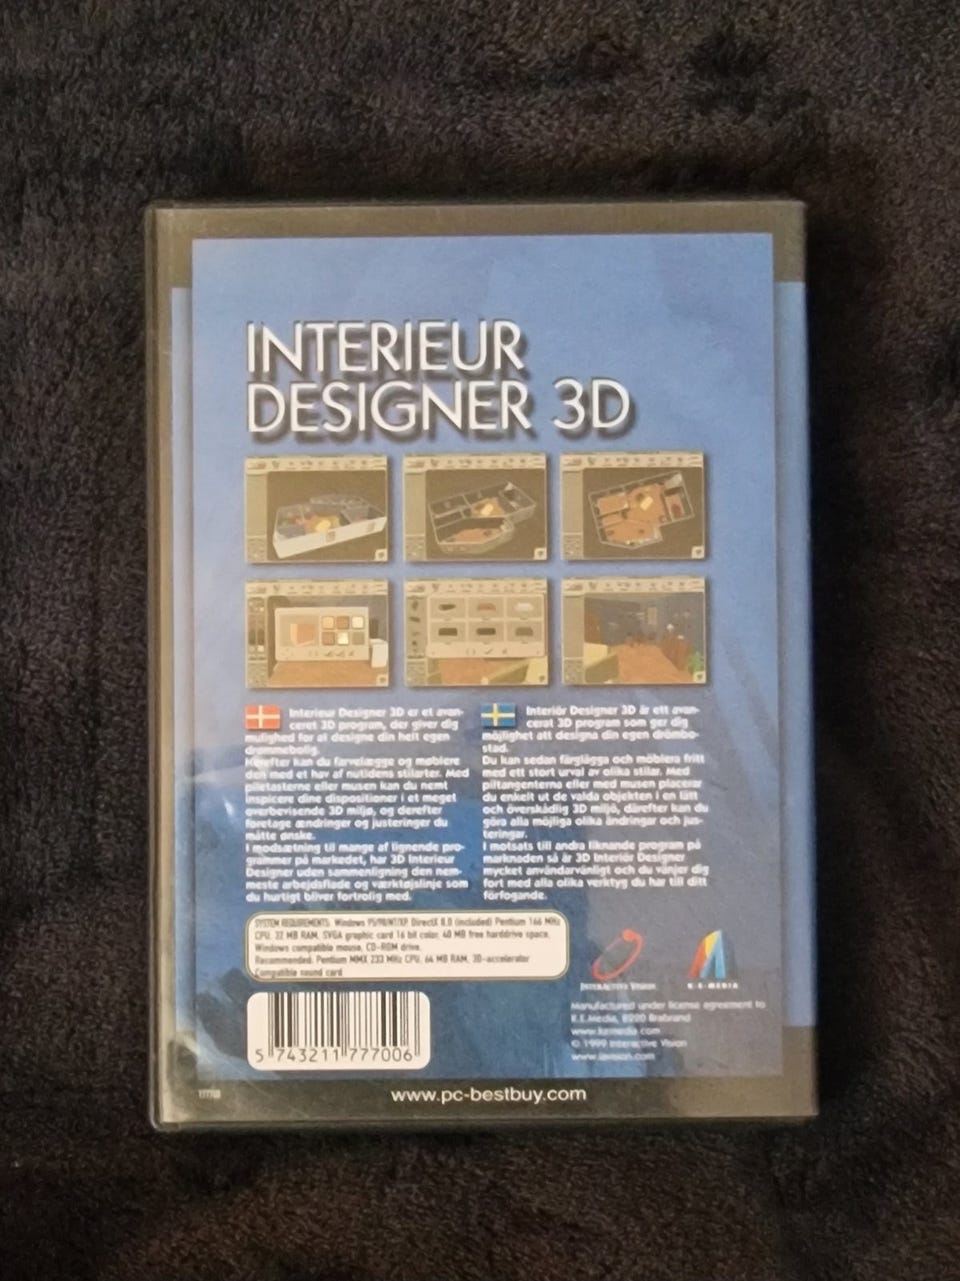 INTERIEUR
DESIGNER 3D
Interieur Designer 3D er et avan-
ceret 3D program, der giver dig
mulighed for at designe din helt egen
drømmebolig.
Herefter kan du farvelægge og møblere
den med et hav af nutidens stilarter. Med
piletasterne eller musen kan du nemt
inspicere dine dispositioner i et meget
overbevisende 3D miljø, og derefter
foretage ændringer og justeringer du
måtte ønske.
I modsætning til mange af lignende pro-
grammer på markedet, har 3D Interieur
Designer uden sammenligning den nem-
meste arbejdsflade og værktøjslinje som
du hurtigt bliver fortrolig med.
Interiör Designer 3D är ett avan-
cerat 3D program som ger dig
möjlighet att designa din egen drömbo-
stad.
Du kan sedan färglägga och möblera fritt
med ett stort urval av olika stilar. Med
piltangenterna eller med musen placerar
du enkelt ut de valda objekten i en lätt
och överskådlig 3D miljö, därefter kan du
göra alla möjliga olika ändringar och jus-
teringar.
I motsats till andra liknande program på
marknaden så är 3D Interiör Designer
mycket användarvänligt och du vänjer dig
fort med alla olika verktyg du har till ditt
förfogande.
SYSTEM REQUIREMENTS: Windows 95/98/NT/XP DirectX 8.0 (included) Pentium 166 MHz
CPU, 32 MB RAM, SVGA graphic card 16 bit color, 40 MB free harddrive space,
Windows compatible mouse, CD-ROM drive.
Recommended: Pentium MMX 233 MHz CPU, 64 MB RAM, 3D-accelerator
Compatible sound card
INTERACTIVE VISION
K.E.MEDIA
Manufactured under license agreement to
K.E.Media, 8220 Brabrand
www.kemedia.com
© 1999 Interactive Vision
www.iavision.com
5 743211 777006
www.pc-bestbuy.com